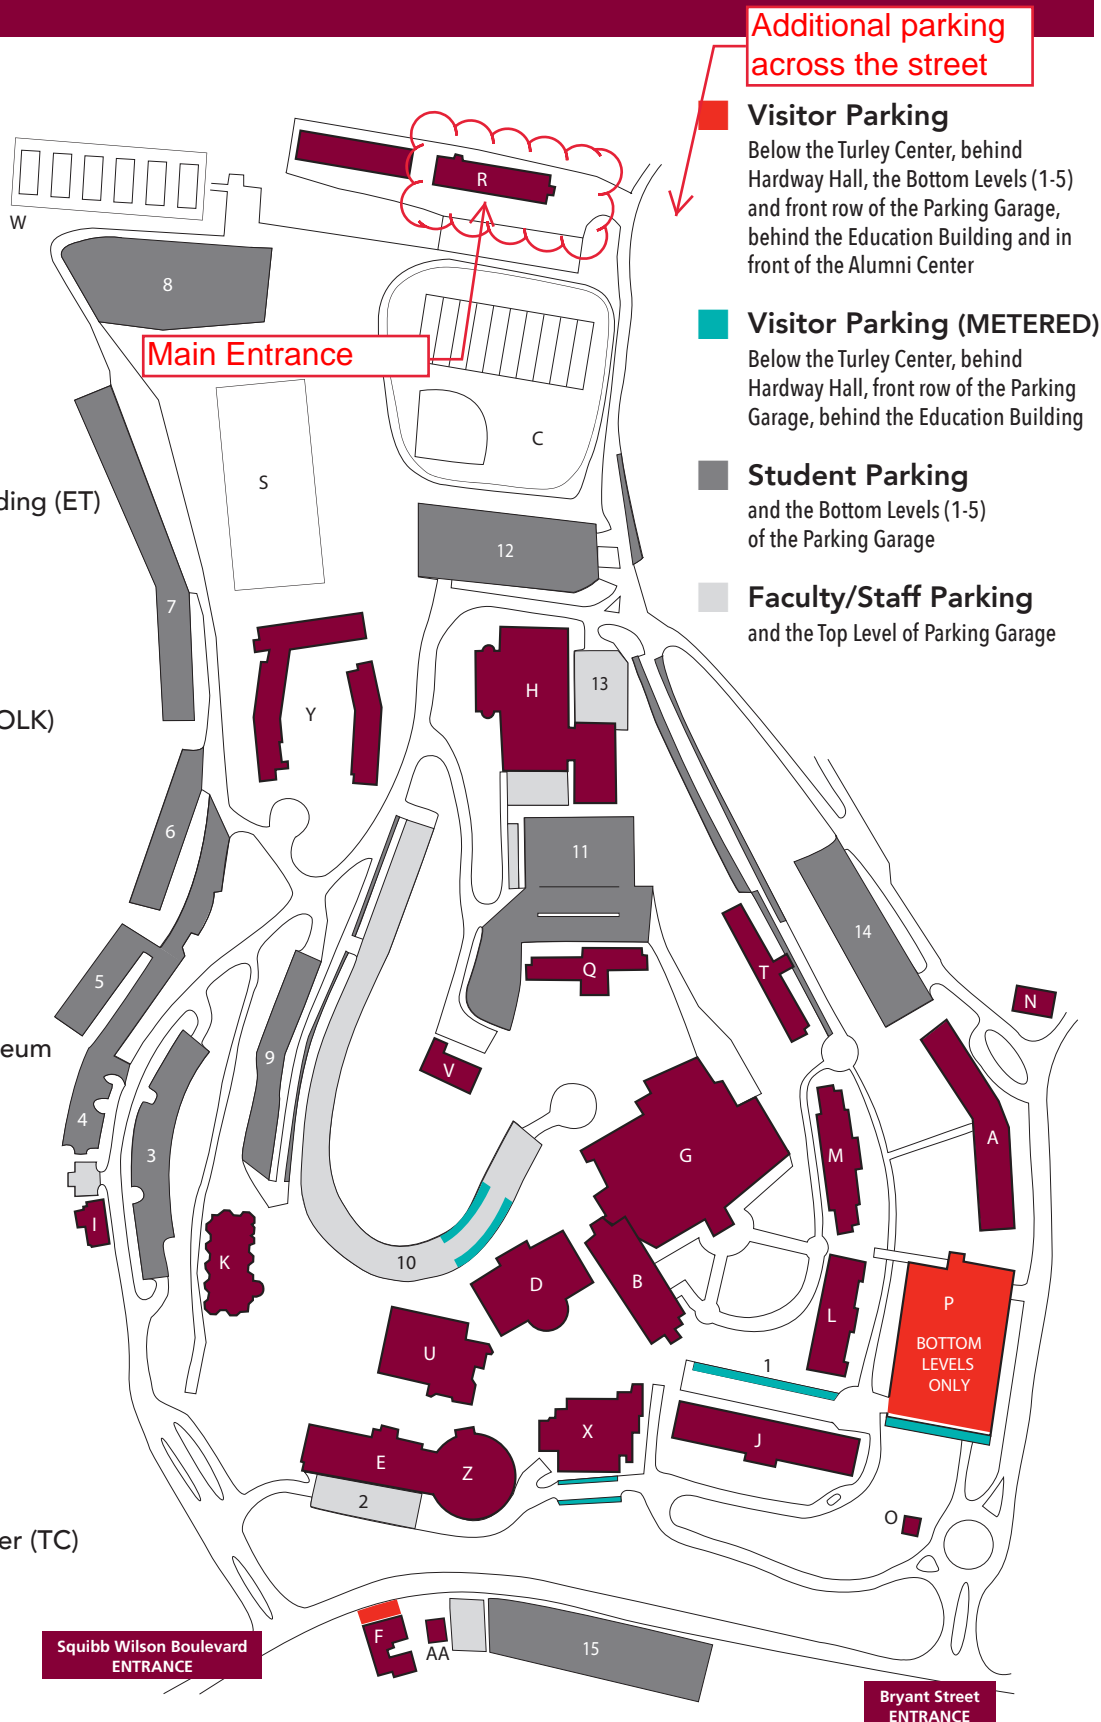 Additional parking
across the street
Visitor Parking
Below the Turley Center, behind
Hardway Hall, the Bottom Levels (1-5)
and front row of the Parking Garage,
behind the Education Building and in
front of the Alumni Center
Visitor Parking (METERED)
Below the Turley Center, behind
Hardway Hall, front row of the Parking
Garage, behind the Education Building
Student Parking
and the Bottom Levels (1-5)
of the Parking Garage
Faculty/Staff Parking
and the Top Level of Parking Garage
R
W
8
Main Entrance
C
S
ding (ET)
12
7
H
13
Y
OLK)
6
11
14
5
Q
T
N
eum
9
V
4
3
G
M
A
I
K
10
D
B
L
P
BOTTOM
LEVELS
ONLY
U
1
X
J
E
Z
2
O
er (TC)
F
AA
15
Squibb Wilson Boulevard
ENTRANCE
Bryant Street
ENTRANCE